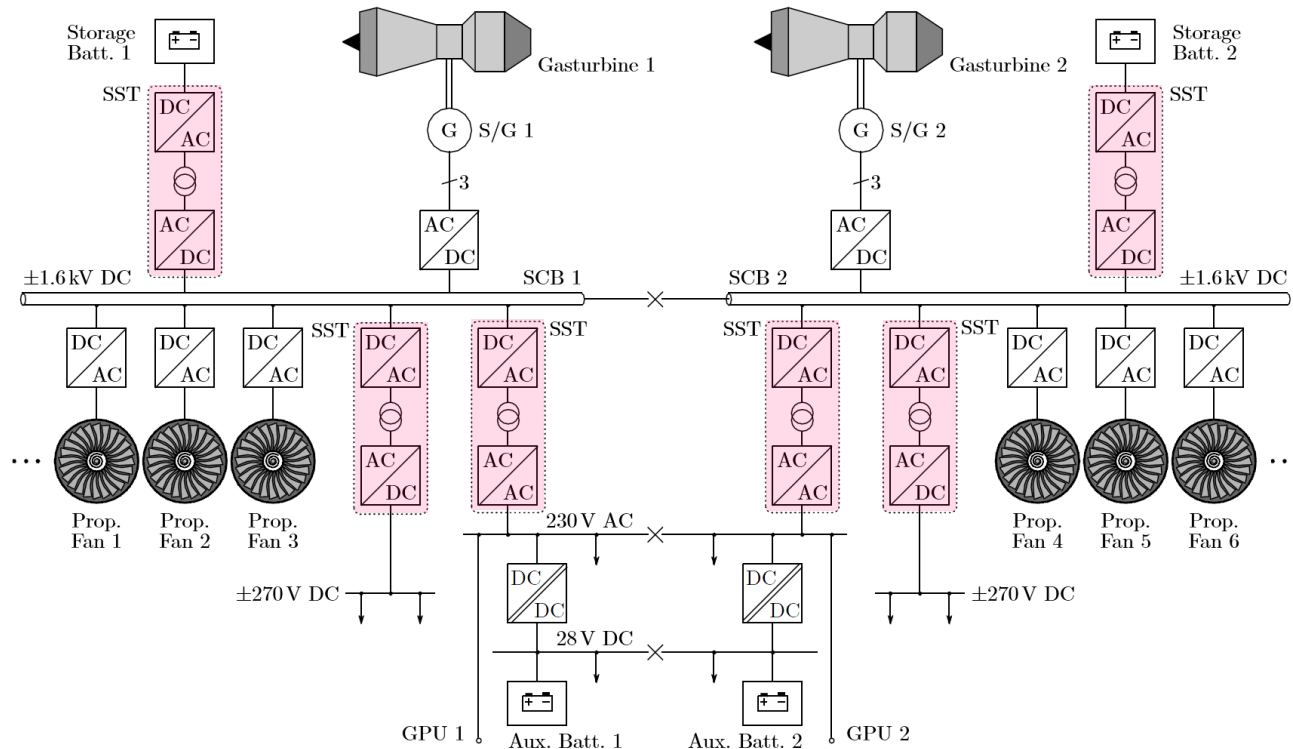 Storage
Batt. 1
Gasturbine 1
Gasturbine 2
Storage
Batt. 2
SST
SST
DC
AC
G
S/G 1
G
S/G 2
DC
AC
3
3
AC
DC
AC
DC
AC
DC
AC
DC
±1.6 kV DC
SCB 1
SCB 2
±1.6 kV DC
DC
AC
DC
AC
DC
AC
SST
DC
AC
DC
AC
SST
SST
DC
AC
DC
AC
SST
DC
AC
DC
AC
DC
AC
AC
DC
AC
AC
AC
AC
AC
DC
...
..
Prop.
Fan 1
Prop.
Fan 2
Prop.
Fan 3
230 V AC
Prop.
Fan 4
Prop.
Fan 5
Prop.
Fan 6
DC
DC
DC
DC
±270 V DC
±270 V DC
28 V DC
GPU 1
Aux. Batt. 1
Aux. Batt. 2
GPU 2